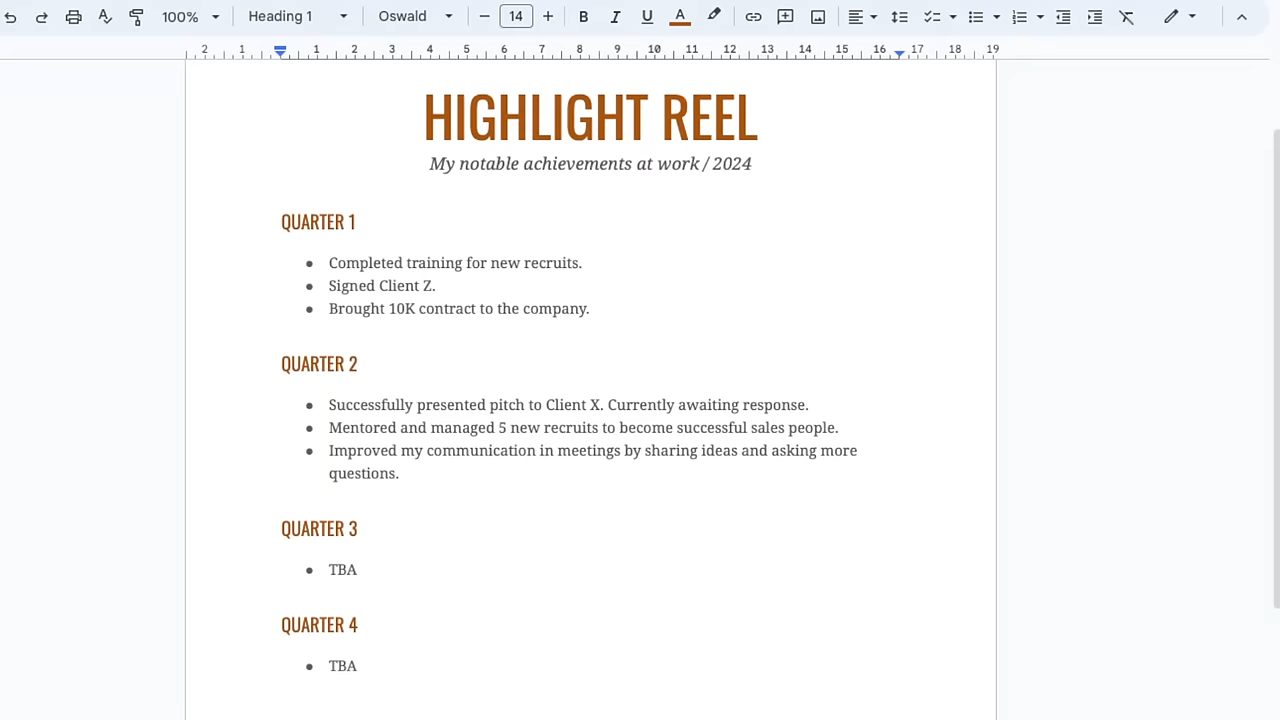 100% Heading 1 Oswald 14 B I U A
2 1 1 2 3 4 5 6 7 8 9 10 11 12 13 14 15 16 17 18 19
HIGHLIGHT REEL
My notable achievements at work / 2024
QUARTER 1
● Completed training for new recruits.
● Signed Client Z.
● Brought 10K contract to the company.
QUARTER 2
● Successfully presented pitch to Client X. Currently awaiting response.
● Mentored and managed 5 new recruits to become successful sales people.
● Improved my communication in meetings by sharing ideas and asking more
questions.
QUARTER 3
● TBA
QUARTER 4
● TBA